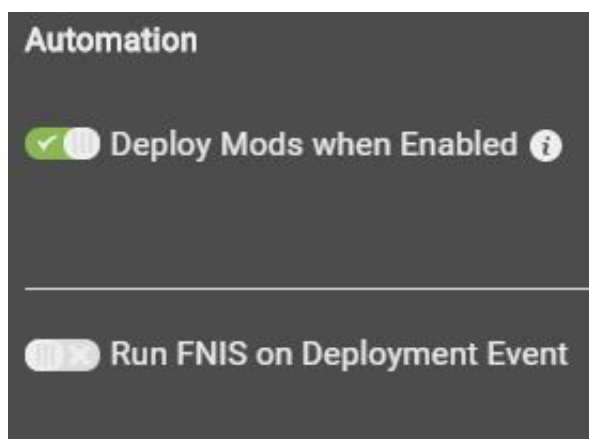 Automation
Deploy Mods when Enabled
Run FNIS on Deployment Event